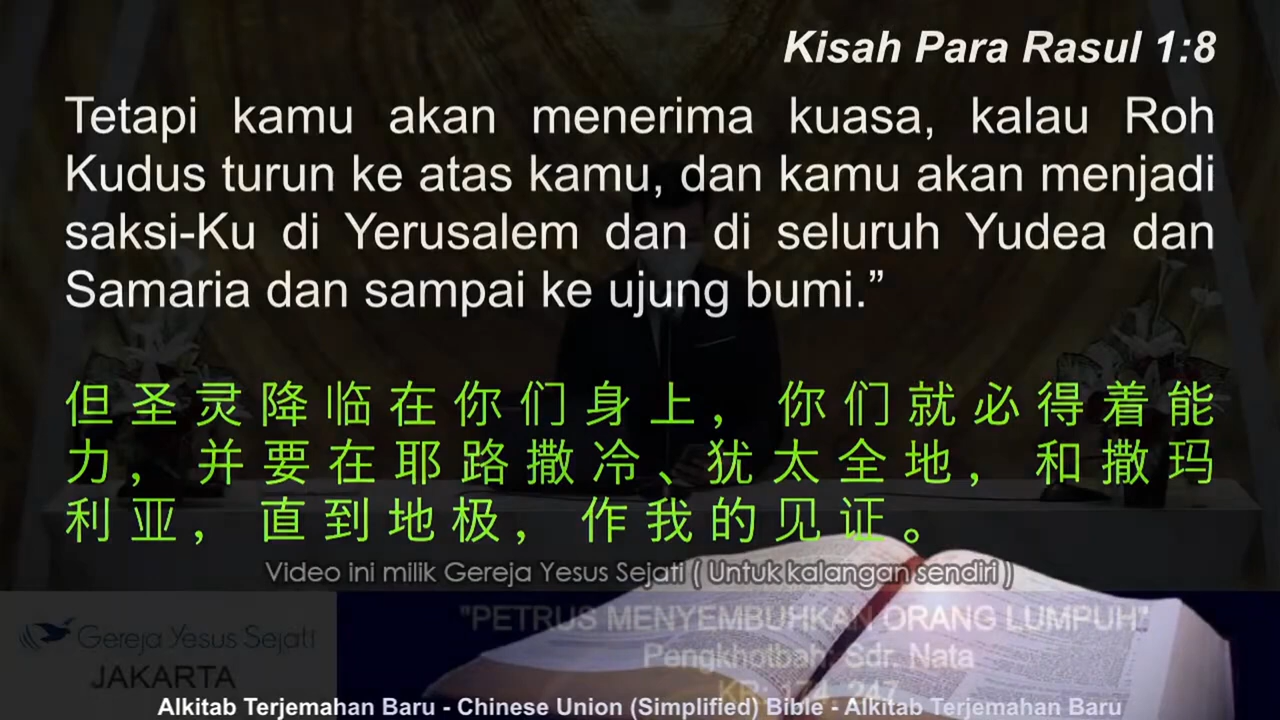 Kisah Para Rasul 1:8
Tetapi kamu akan menerima kuasa, kalau Roh
Kudus turun ke atas kamu, dan kamu akan menjadi
saksi-Ku di Yerusalem dan di seluruh Yudea dan
Samaria dan sampai ke ujung bumi.”
但圣灵降临在你们身上，你们就必得着能
力，并要在耶路撒冷、犹太全地，和撒玛
利亚，直到地极，作我的见证。
Video ini milik Gereja Yesus Sejati ( Untuk kalangan sendiri )
"PETRUS MENYEMBUHKAN ORANG LUMPUH"
Gereja Yesus Sejati
JAKARTA
Pengkhotbah: Sdr. Nata
Alkitab Terjemahan Baru - Chinese Union (Simplified) Bible - Alkitab Terjemahan Baru